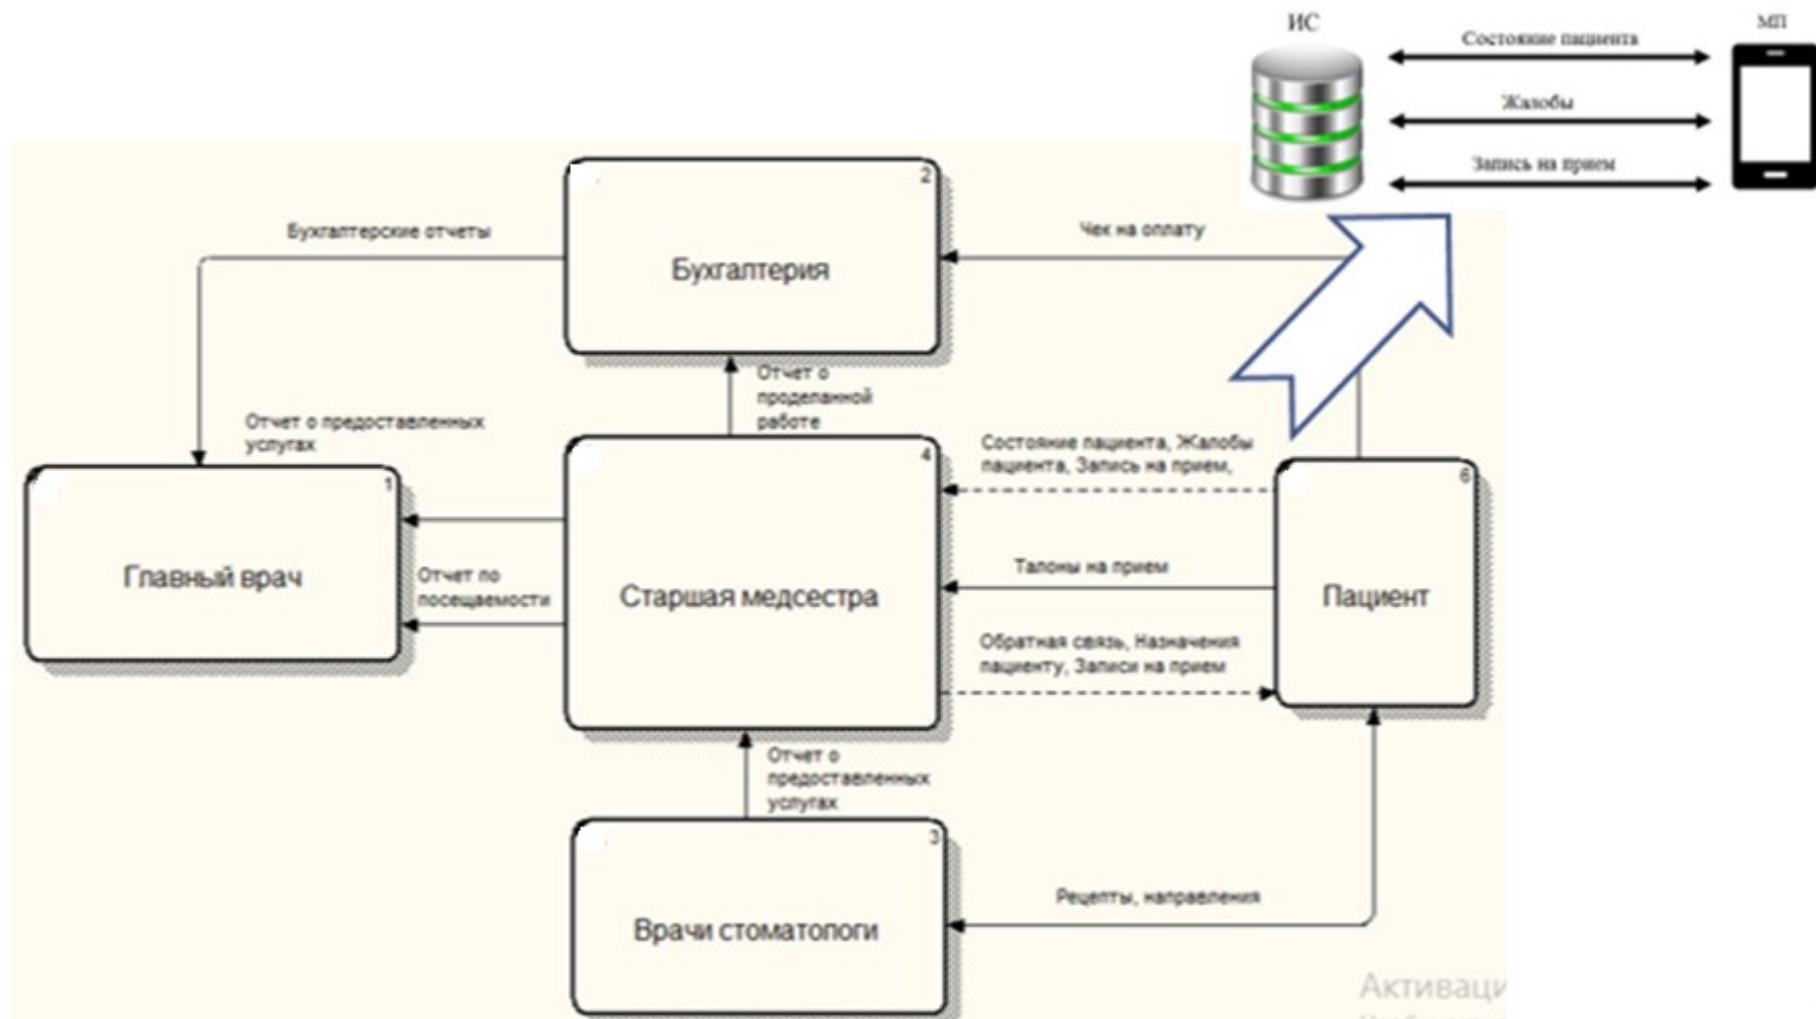 ИС
МП
Состояние пациента
Жалобы
Запись на прием
2
Бухгалтерские отчеты
Чек на оплату
Бухгалтерия
Отчет о
проделанной
работе
Отчет о предоставленных
услугах
Состояние пациента, Жалобы
пациента, Запись на прием,
1
4
6
Главный врач
Отчет по
посещаемости
Старшая медсестра
Талоны на прием
Пациент
Обратная связь, Назначения
пациенту, Записи на прием
Отчет о
предоставленных
услугах
3
Врачи стоматологи
Рецепты, направления
Активаци